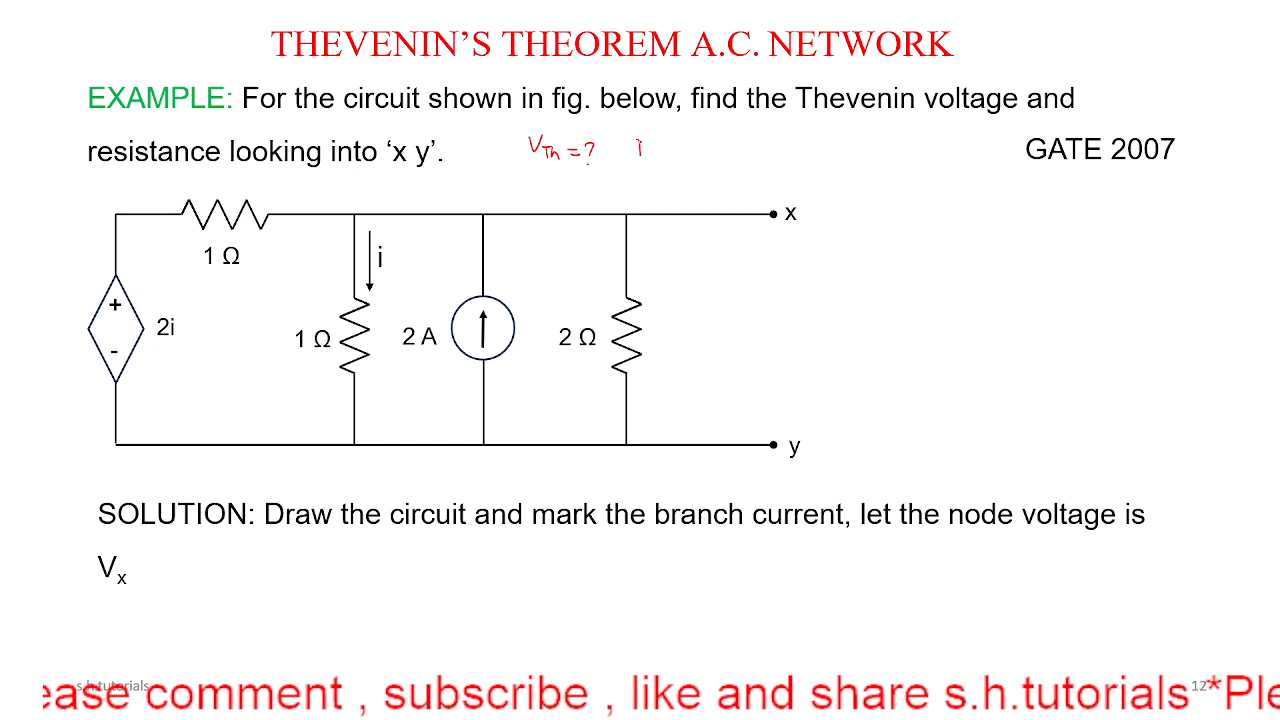 THEVENIN'S THEOREM A.C. NETWORK
EXAMPLE: For the circuit shown in fig. below, find the Thevenin voltage and
resistance looking into ‘x y’.
V_Th = ?
GATE 2007
x
1 Ω
i
+
2i
-
1 Ω
2 A
2 Ω
y
SOLUTION: Draw the circuit and mark the branch current, let the node voltage is
Vx
s.h.tutorials
ease comment , subscribe , like and share s.h.tutorials *Ple
12